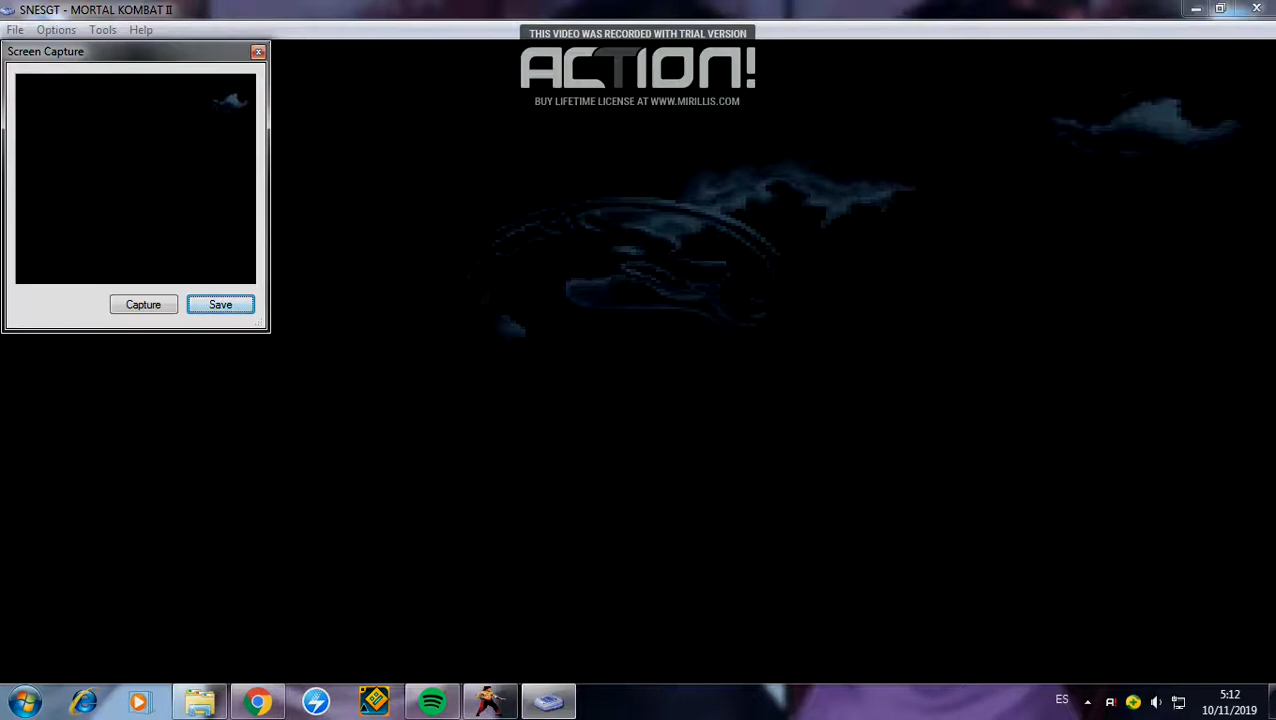 SNESGT - MORTAL KOMBAT II
File Options Tools Help
THIS VIDEO WAS RECORDED WITH TRIAL VERSION
ACTION!
BUY LIFETIME LICENSE AT WWW.MIRILLIS.COM
Screen Capture
Capture Save
ES
5:12
10/11/2019